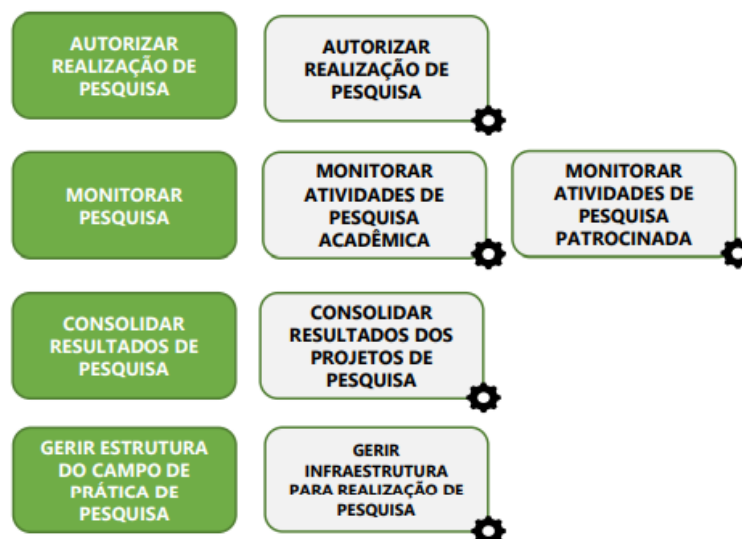 AUTORIZAR
REALIZAÇÃO DE
PESQUISA
AUTORIZAR
REALIZAÇÃO DE
PESQUISA
MONITORAR
PESQUISA
MONITORAR
ATIVIDADES DE
PESQUISA
ACADÊMICA
MONITORAR
ATIVIDADES DE
PESQUISA
PATROCINADA
CONSOLIDAR
RESULTADOS DE
PESQUISA
CONSOLIDAR
RESULTADOS DOS
PROJETOS DE
PESQUISA
GERIR ESTRUTURA
DO CAMPO DE
PRÁTICA DE
PESQUISA
GERIR
INFRAESTRUTURA
PARA REALIZAÇÃO DE
PESQUISA